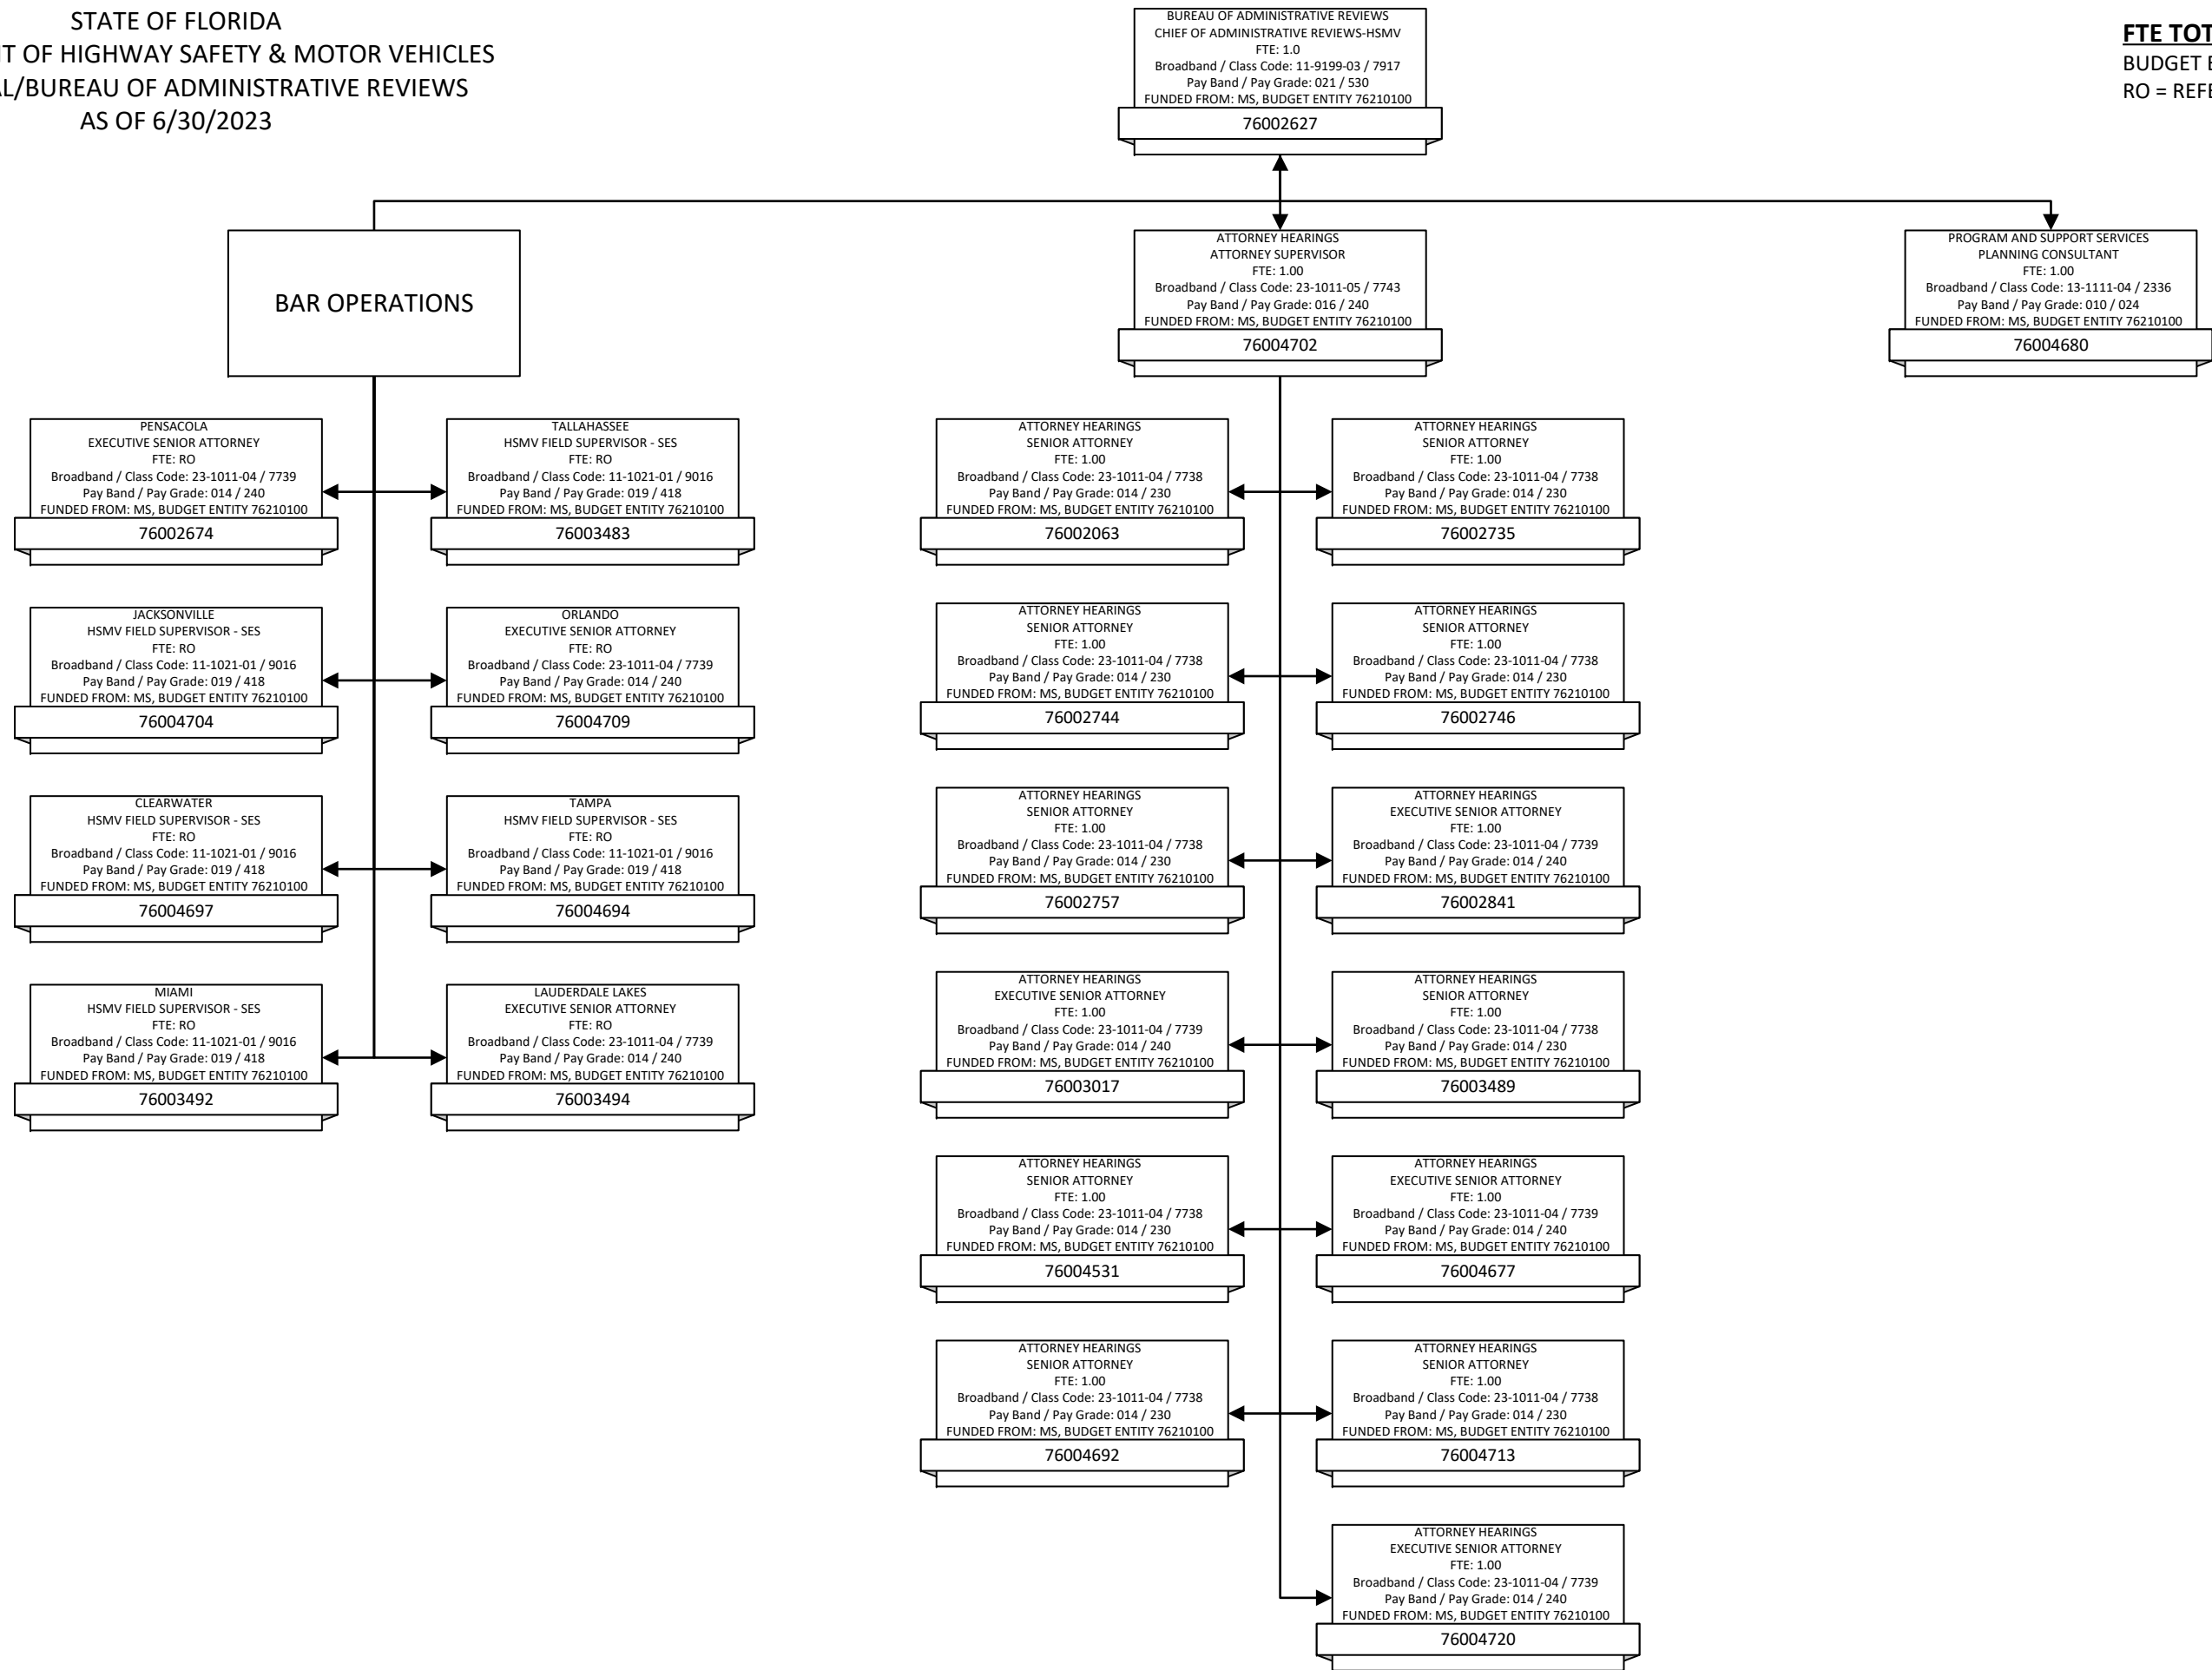 STATE OF FLORIDA
OF HIGHWAY SAFETY & MOTOR VEHICLES
BUREAU OF ADMINISTRATIVE REVIEWS
AS OF 6/30/2023
BUREAU OF ADMINISTRATIVE REVIEWS
CHIEF OF ADMINISTRATIVE REVIEWS-HSMV
FTE: 1.0
Broadband / Class Code: 11-9199-03 / 7917
Pay Band / Pay Grade: 021 / 530
FUNDED FROM: MS, BUDGET ENTITY 76210100
76002627
FTE
BUDGET
RO =
BAR OPERATIONS
ATTORNEY HEARINGS
ATTORNEY SUPERVISOR
FTE: 1.00
Broadband / Class Code: 23-1011-05 / 7743
Pay Band / Pay Grade: 016 / 240
FUNDED FROM: MS, BUDGET ENTITY 76210100
76004702
PROGRAM AND SUPPORT SERVICES
PLANNING CONSULTANT
FTE: 1.00
Broadband / Class Code: 13-1111-04 / 2336
Pay Band / Pay Grade: 010 / 024
FUNDED FROM: MS, BUDGET ENTITY 76210100
76004680
PENSACOLA
EXECUTIVE SENIOR ATTORNEY
FTE: RO
Broadband / Class Code: 23-1011-04 / 7739
Pay Band / Pay Grade: 014 / 240
FUNDED FROM: MS, BUDGET ENTITY 76210100
76002674
TALLAHASSEE
HSMV FIELD SUPERVISOR - SES
FTE: RO
Broadband / Class Code: 11-1021-01 / 9016
Pay Band / Pay Grade: 019 / 418
FUNDED FROM: MS, BUDGET ENTITY 76210100
76003483
JACKSONVILLE
HSMV FIELD SUPERVISOR - SES
FTE: RO
Broadband / Class Code: 11-1021-01 / 9016
Pay Band / Pay Grade: 019 / 418
FUNDED FROM: MS, BUDGET ENTITY 76210100
76004704
ORLANDO
EXECUTIVE SENIOR ATTORNEY
FTE: RO
Broadband / Class Code: 23-1011-04 / 7739
Pay Band / Pay Grade: 014 / 240
FUNDED FROM: MS, BUDGET ENTITY 76210100
76004709
CLEARWATER
HSMV FIELD SUPERVISOR - SES
FTE: RO
Broadband / Class Code: 11-1021-01 / 9016
Pay Band / Pay Grade: 019 / 418
FUNDED FROM: MS, BUDGET ENTITY 76210100
76004697
TAMPA
HSMV FIELD SUPERVISOR - SES
FTE: RO
Broadband / Class Code: 11-1021-01 / 9016
Pay Band / Pay Grade: 019 / 418
FUNDED FROM: MS, BUDGET ENTITY 76210100
76004694
MIAMI
HSMV FIELD SUPERVISOR - SES
FTE: RO
Broadband / Class Code: 11-1021-01 / 9016
Pay Band / Pay Grade: 019 / 418
FUNDED FROM: MS, BUDGET ENTITY 76210100
76003492
LAUDERDALE LAKES
EXECUTIVE SENIOR ATTORNEY
FTE: RO
Broadband / Class Code: 23-1011-04 / 7739
Pay Band / Pay Grade: 014 / 240
FUNDED FROM: MS, BUDGET ENTITY 76210100
76003494
ATTORNEY HEARINGS
SENIOR ATTORNEY
FTE: 1.00
Broadband / Class Code: 23-1011-04 / 7738
Pay Band / Pay Grade: 014 / 230
FUNDED FROM: MS, BUDGET ENTITY 76210100
76002063
ATTORNEY HEARINGS
SENIOR ATTORNEY
FTE: 1.00
Broadband / Class Code: 23-1011-04 / 7738
Pay Band / Pay Grade: 014 / 230
FUNDED FROM: MS, BUDGET ENTITY 76210100
76002735
ATTORNEY HEARINGS
SENIOR ATTORNEY
FTE: 1.00
Broadband / Class Code: 23-1011-04 / 7738
Pay Band / Pay Grade: 014 / 230
FUNDED FROM: MS, BUDGET ENTITY 76210100
76002744
ATTORNEY HEARINGS
SENIOR ATTORNEY
FTE: 1.00
Broadband / Class Code: 23-1011-04 / 7738
Pay Band / Pay Grade: 014 / 230
FUNDED FROM: MS, BUDGET ENTITY 76210100
76002746
ATTORNEY HEARINGS
SENIOR ATTORNEY
FTE: 1.00
Broadband / Class Code: 23-1011-04 / 7738
Pay Band / Pay Grade: 014 / 230
FUNDED FROM: MS, BUDGET ENTITY 76210100
76002757
ATTORNEY HEARINGS
EXECUTIVE SENIOR ATTORNEY
FTE: 1.00
Broadband / Class Code: 23-1011-04 / 7739
Pay Band / Pay Grade: 014 / 240
FUNDED FROM: MS, BUDGET ENTITY 76210100
76002841
ATTORNEY HEARINGS
EXECUTIVE SENIOR ATTORNEY
FTE: 1.00
Broadband / Class Code: 23-1011-04 / 7739
Pay Band / Pay Grade: 014 / 240
FUNDED FROM: MS, BUDGET ENTITY 76210100
76003017
ATTORNEY HEARINGS
SENIOR ATTORNEY
FTE: 1.00
Broadband / Class Code: 23-1011-04 / 7738
Pay Band / Pay Grade: 014 / 230
FUNDED FROM: MS, BUDGET ENTITY 76210100
76003489
ATTORNEY HEARINGS
SENIOR ATTORNEY
FTE: 1.00
Broadband / Class Code: 23-1011-04 / 7738
Pay Band / Pay Grade: 014 / 230
FUNDED FROM: MS, BUDGET ENTITY 76210100
76004531
ATTORNEY HEARINGS
EXECUTIVE SENIOR ATTORNEY
FTE: 1.00
Broadband / Class Code: 23-1011-04 / 7739
Pay Band / Pay Grade: 014 / 240
FUNDED FROM: MS, BUDGET ENTITY 76210100
76004677
ATTORNEY HEARINGS
SENIOR ATTORNEY
FTE: 1.00
Broadband / Class Code: 23-1011-04 / 7738
Pay Band / Pay Grade: 014 / 230
FUNDED FROM: MS, BUDGET ENTITY 76210100
76004692
ATTORNEY HEARINGS
SENIOR ATTORNEY
FTE: 1.00
Broadband / Class Code: 23-1011-04 / 7738
Pay Band / Pay Grade: 014 / 230
FUNDED FROM: MS, BUDGET ENTITY 76210100
76004713
ATTORNEY HEARINGS
EXECUTIVE SENIOR ATTORNEY
FTE: 1.00
Broadband / Class Code: 23-1011-04 / 7739
Pay Band / Pay Grade: 014 / 240
FUNDED FROM: MS, BUDGET ENTITY 76210100
76004720